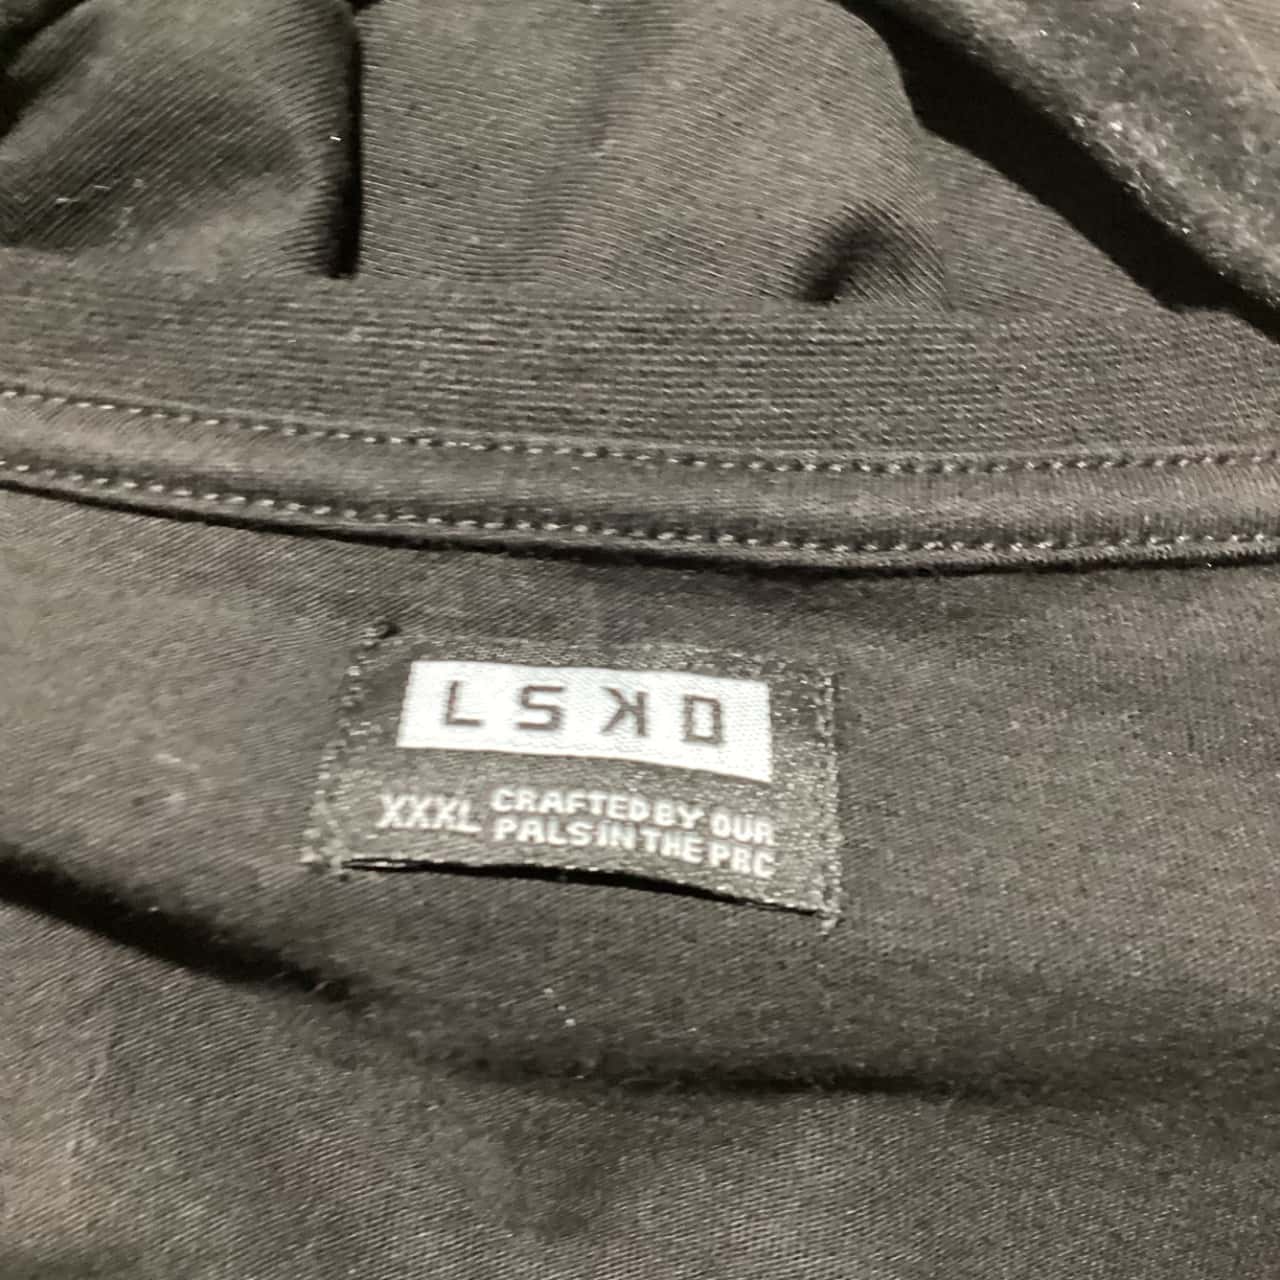 LSKD
XXXL CRAFTED BY OUR
PALS IN THE PRC